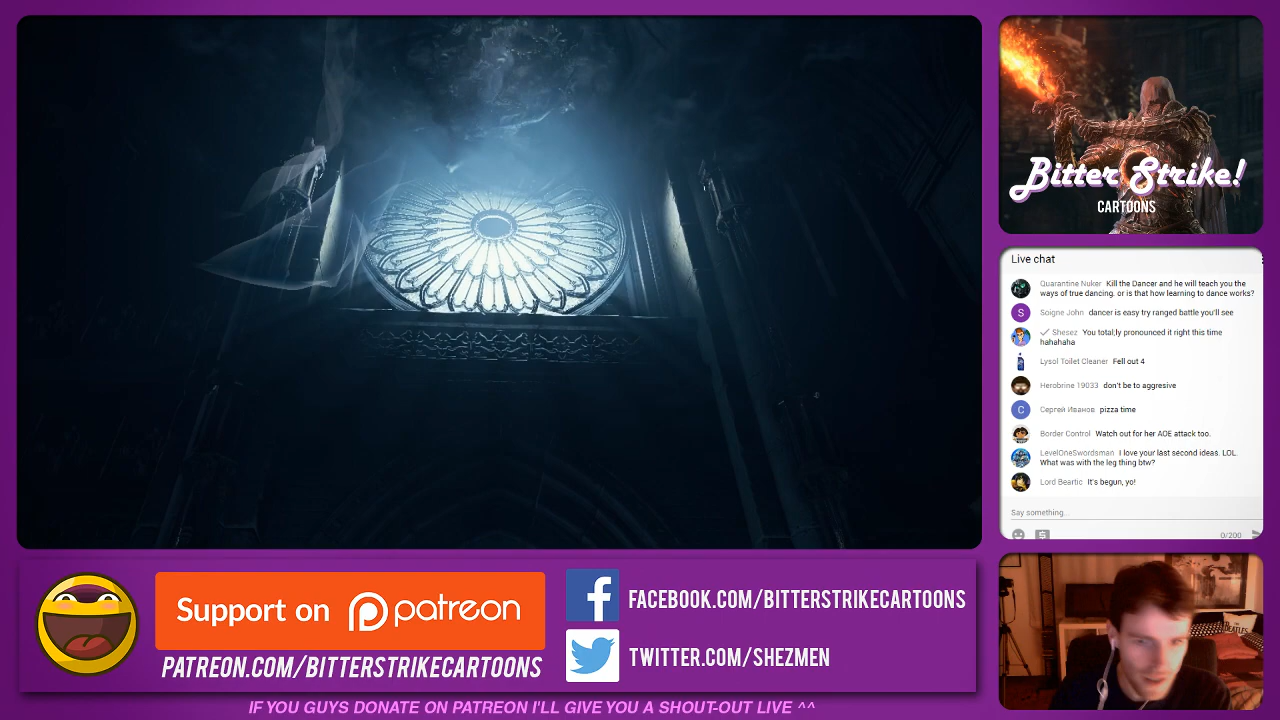 Bitter Strike!
CARTOONS
Live chat
Quarantine Nuker Kill the Dancer and he will teach you the
ways of true dancing. or is that how learning to dance works?
S Soigne John dancer is easy try ranged battle you'll see
Shesez You total;ly pronounced it right this time
hahahaha
Lysol Toilet Cleaner Fell out 4
Herobrine 19033 don't be to aggresive
С Сергей Иванов pizza time
Border Control Watch out for her AOE attack too.
LevelOneSwordsman I love your last second ideas. LOL.
What was with the leg thing btw?
Lord Beartic It's begun, yo!
Say something...
0/200
Support on patreon
PATREON.COM/BITTERSTRIKECARTOONS
FACEBOOK.COM/BITTERSTRIKECARTOONS
TWITTER.COM/SHEZMEN
THE
BEATLES
IF YOU GUYS DONATE ON PATREON I'LL GIVE YOU A SHOUT-OUT LIVE ^^